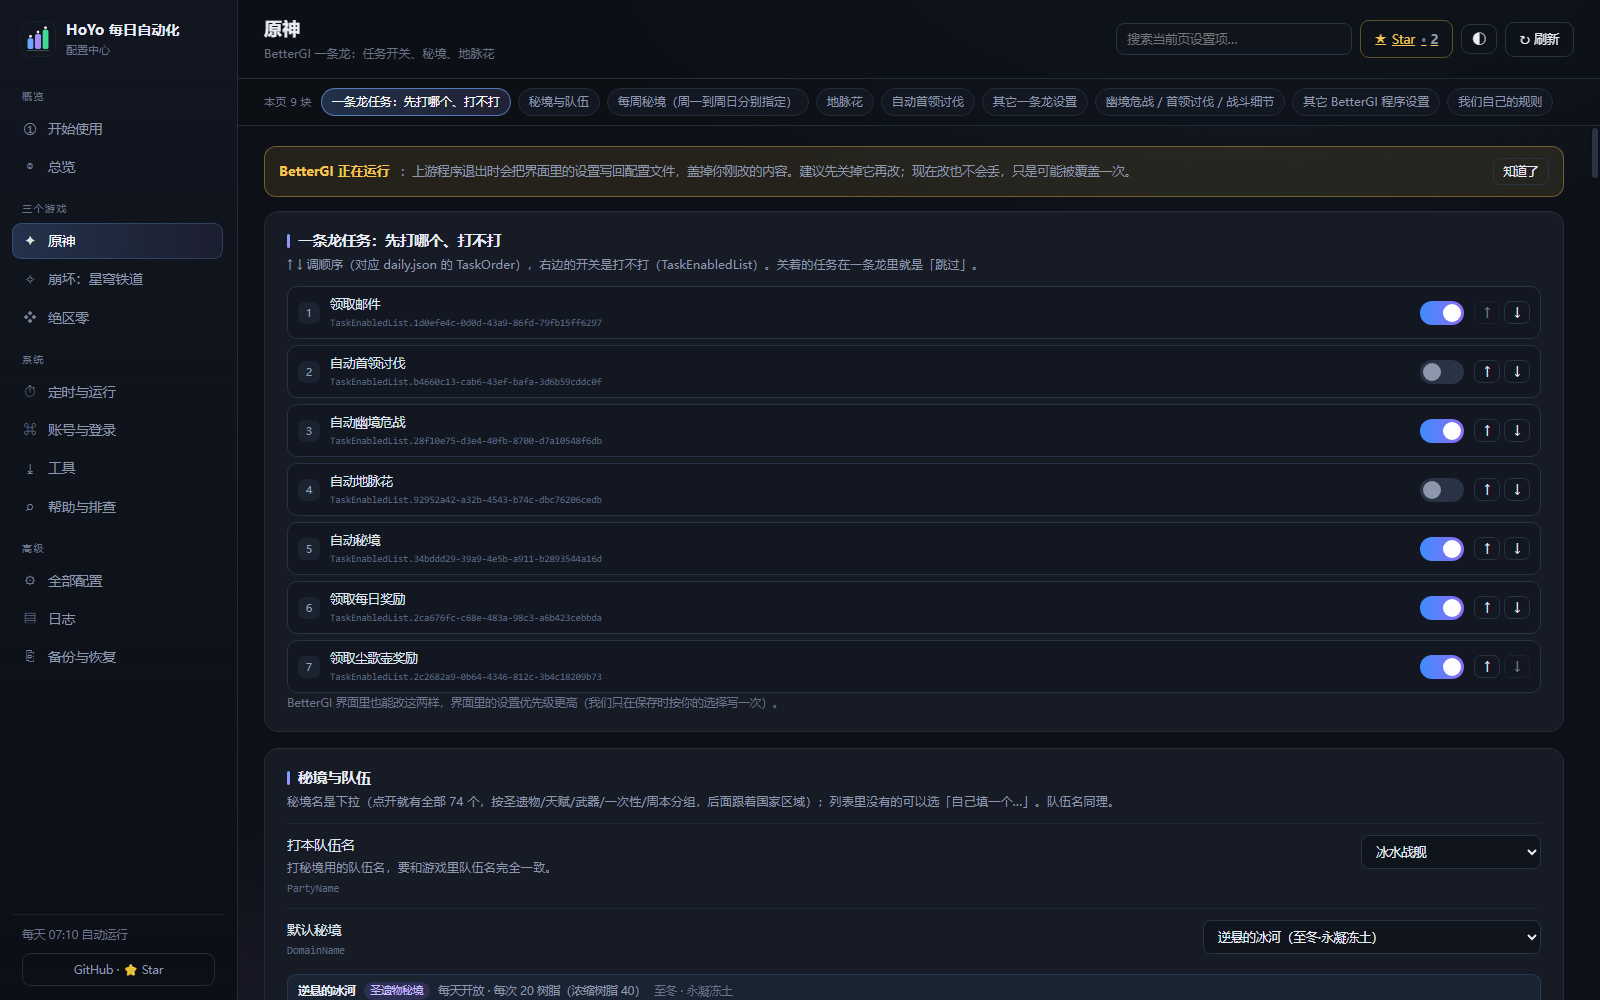 HoYo 每日自动化
配置中心
概览
① 开始使用
总览
三个游戏
原神
崩坏：星穹铁道
绝区零
系统
定时与运行
账号与登录
工具
帮助与排查
高级
全部配置
日志
备份与恢复
每天 07:10 自动运行
GitHub · ⭐ Star
原神
BetterGI 一条龙：任务开关、秘境、地脉花
搜索当前页设置项...
★ Star · 2
↻ 刷新
本页 9 块
一条龙任务：先打哪个、打不打
秘境与队伍
每周秘境（周一到周日分别指定）
地脉花
自动首领讨伐
其它一条龙设置
幽境危战 / 首领讨伐 / 战斗细节
其它 BetterGI 程序设置
我们自己的规则
BetterGI 正在运行 ：上游程序退出时会把界面里的设置写回配置文件，盖掉你刚改的内容。建议先关掉它再改；现在改也不会丢，只是可能被覆盖一次。
知道了
一条龙任务：先打哪个、打不打
↑↓ 调顺序（对应 daily.json 的 TaskOrder），右边的开关是打不打（TaskEnabledList）。关着的任务在一条龙里就是「跳过」。
1 领取邮件 ↑ ↓
TaskEnabledList.1d0efe4c-0d0d-43a9-86fd-79fb15ff6297
2 自动首领讨伐 ↑ ↓
TaskEnabledList.b4660c13-cab6-43ef-bafa-3d6b59cddc0f
3 自动幽境危战 ↑ ↓
TaskEnabledList.28f10e75-d3e4-40fb-8700-d7a10548f6db
4 自动地脉花 ↑ ↓
TaskEnabledList.92952a42-a32b-4543-b74c-dbc76206cedb
5 自动秘境 ↑ ↓
TaskEnabledList.34bddd29-39a9-4e5b-a911-b2893544a16d
6 领取每日奖励 ↑ ↓
TaskEnabledList.2ca676fc-c68e-483a-98c3-a6b423cebbda
7 领取尘歌壶奖励 ↑ ↓
TaskEnabledList.2c2682a9-0b64-4346-812c-3b4c18209b73
BetterGI 界面里也能改这两样，界面里的设置优先级更高（我们只在保存时按你的选择写一次）。
秘境与队伍
秘境名是下拉（点开就有全部 74 个，按圣遗物/天赋/武器/一次性/周本分组，后面跟着国家区域）；列表里没有的可以选「自己填一个...」。队伍名同理。
打本队伍名
打秘境用的队伍名，要和游戏里队伍名完全一致。
PartyName
冰水战舰
默认秘境
DomainName
逆悬的冰河（至冬·永凝冻土）
逆悬的冰河 圣遗物秘境 每天开放 · 每次 20 树脂（浓缩树脂 40） 至冬 · 永凝冻土